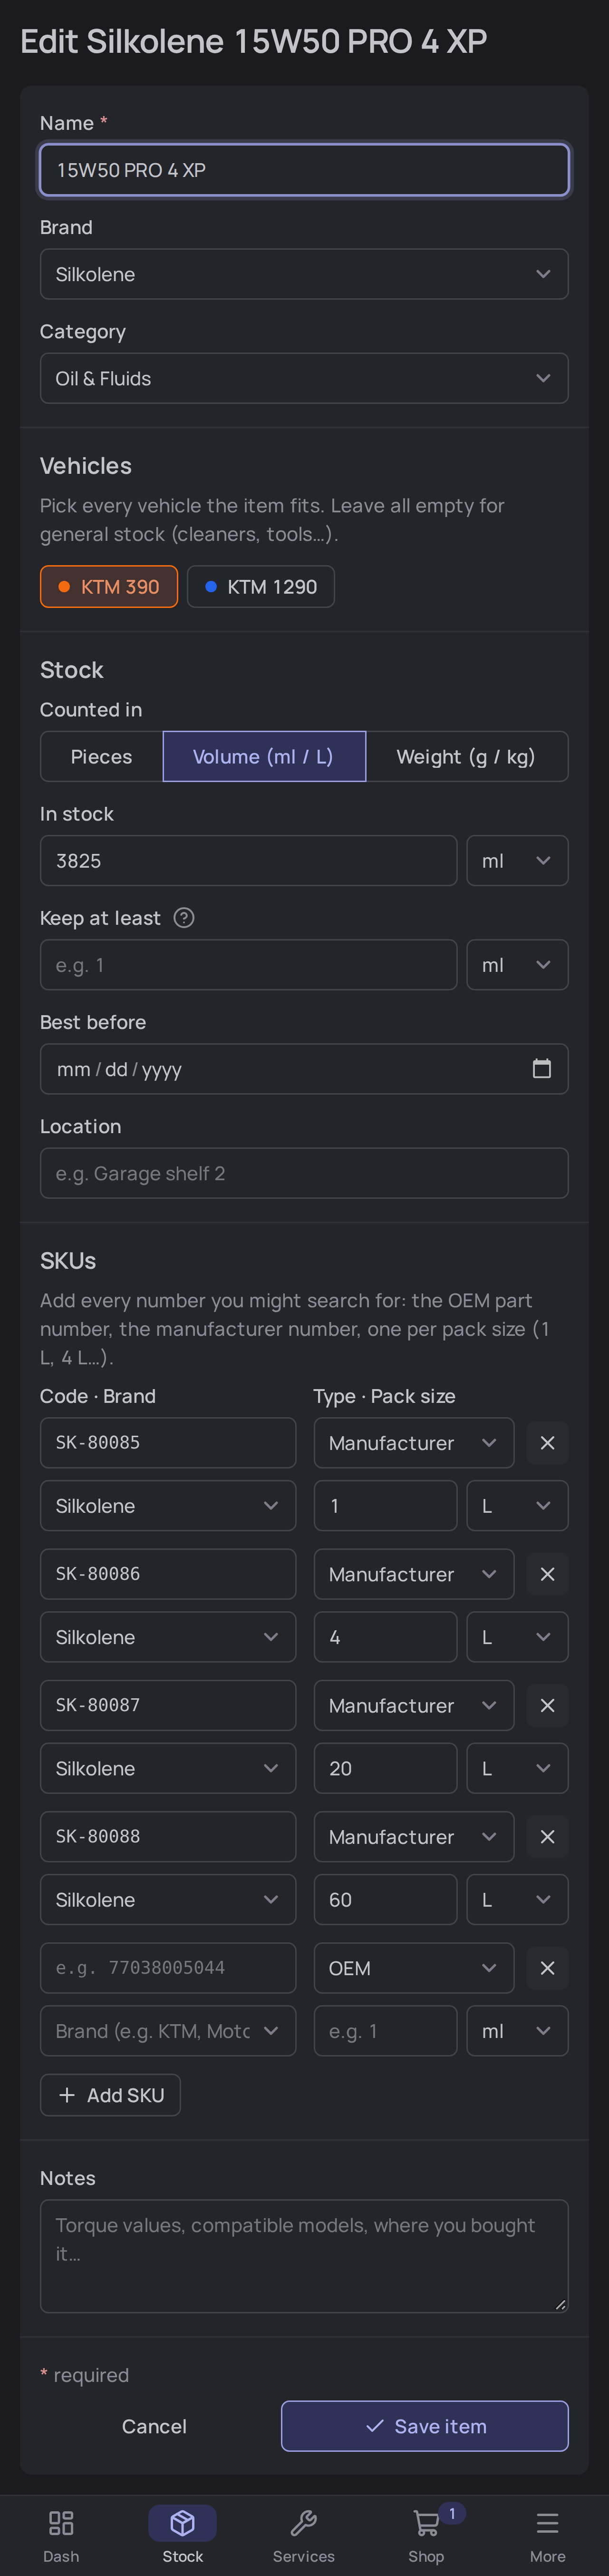 Edit Silkolene 15W50 PRO 4 XP
Name *
15W50 PRO 4 XP
Brand
Silkolene
Category
Oil & Fluids
Vehicles
Pick every vehicle the item fits. Leave all empty for
general stock (cleaners, tools…).
KTM 390
KTM 1290
Stock
Counted in
Pieces
Volume (ml / L)
Weight (g / kg)
In stock
3825
ml
Keep at least
e.g. 1
ml
Best before
mm / dd / yyyy
Location
e.g. Garage shelf 2
SKUs
Add every number you might search for: the OEM part
number, the manufacturer number, one per pack size (1
L, 4 L…).
Code · Brand
Type · Pack size
SK-80085
Manufacturer
Silkolene
1
L
SK-80086
Manufacturer
Silkolene
4
L
SK-80087
Manufacturer
Silkolene
20
L
SK-80088
Manufacturer
Silkolene
60
L
e.g. 77038005044
OEM
Brand (e.g. KTM, Motc
e.g. 1
ml
+ Add SKU
Notes
Torque values, compatible models, where you bought
it…
* required
Cancel
Save item
1
Dash
Stock
Services
Shop
More